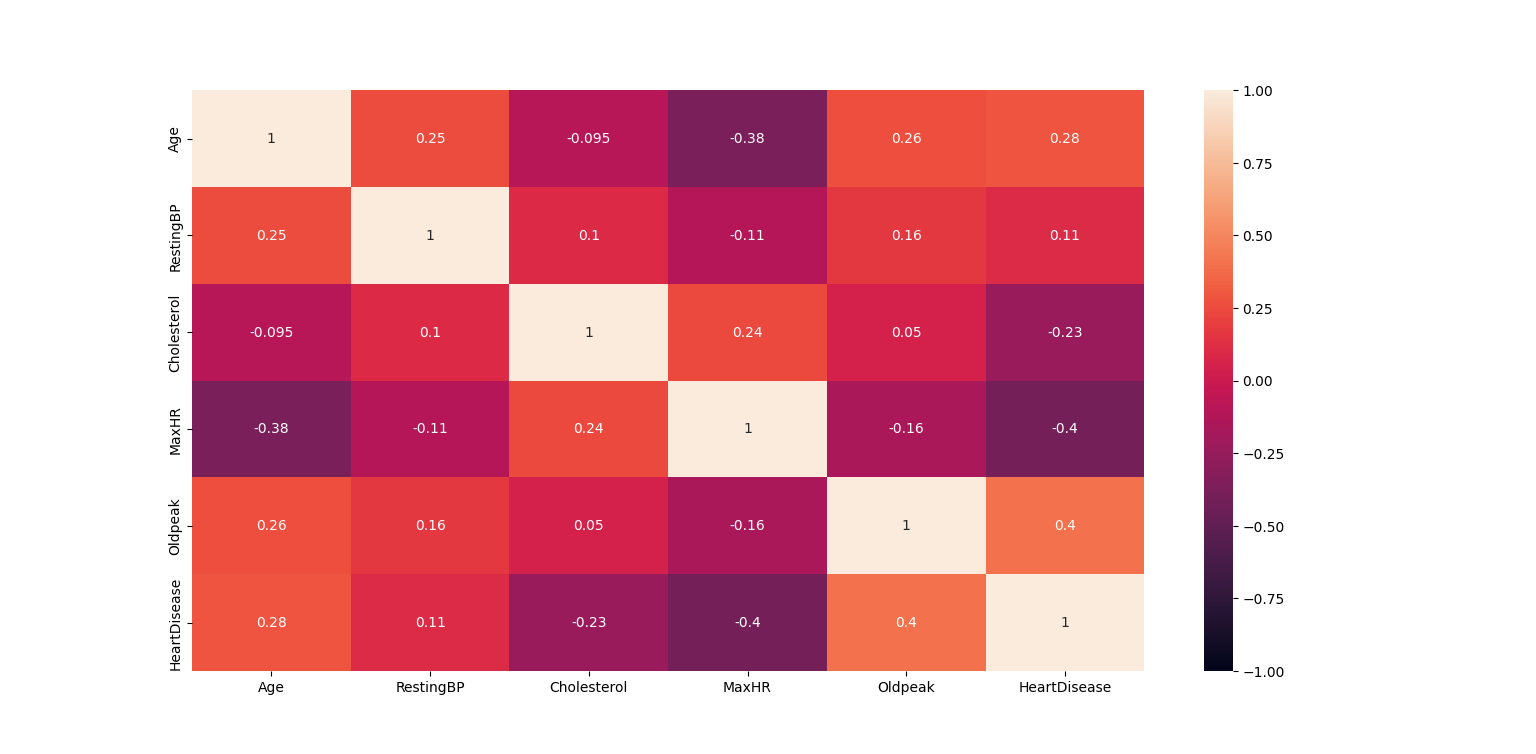 Age 1 0.25 -0.095 -0.38 0.26 0.28
RestingBP 0.25 1 0.1 -0.11 0.16 0.11
Cholesterol -0.095 0.1 1 0.24 0.05 -0.23
MaxHR -0.38 -0.11 0.24 1 -0.16 -0.4
Oldpeak 0.26 0.16 0.05 -0.16 1 0.4
HeartDisease 0.28 0.11 -0.23 -0.4 0.4 1
Age RestingBP Cholesterol MaxHR Oldpeak HeartDisease
1.00
0.75
0.50
0.25
0.00
−0.25
−0.50
−0.75
−1.00